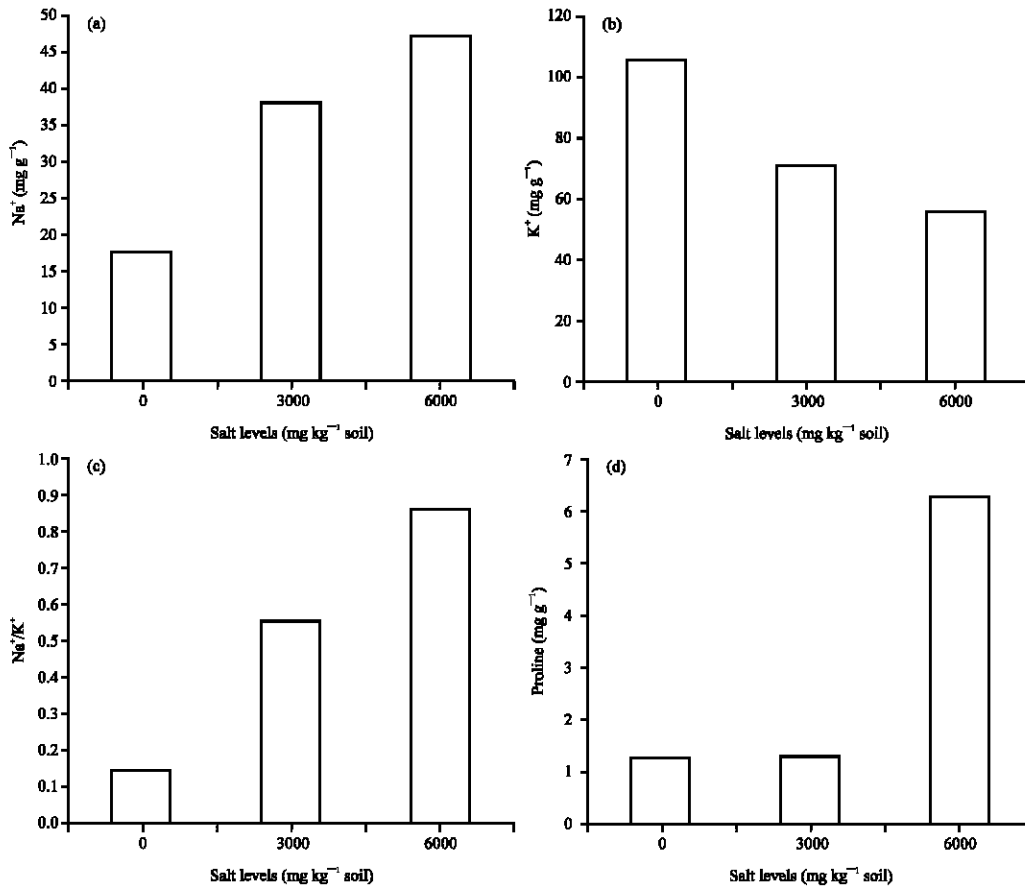 (a)
50
45
40
35
30
25
20
15
10
5
0
Na⁺ (mg g⁻¹)
0 3000 6000
Salt levels (mg kg⁻¹ soil)
(b)
120
100
80
60
40
20
0
K⁺ (mg g⁻¹)
0 3000 6000
Salt levels (mg kg⁻¹ soil)
(c)
1.0
0.9
0.8
0.7
0.6
0.5
0.4
0.3
0.2
0.1
0.0
Na⁺/K⁺
0 3000 6000
Salt levels (mg kg⁻¹ soil)
(d)
7
6
5
4
3
2
1
0
Proline (mg g⁻¹)
0 3000 6000
Salt levels (mg kg⁻¹ soil)